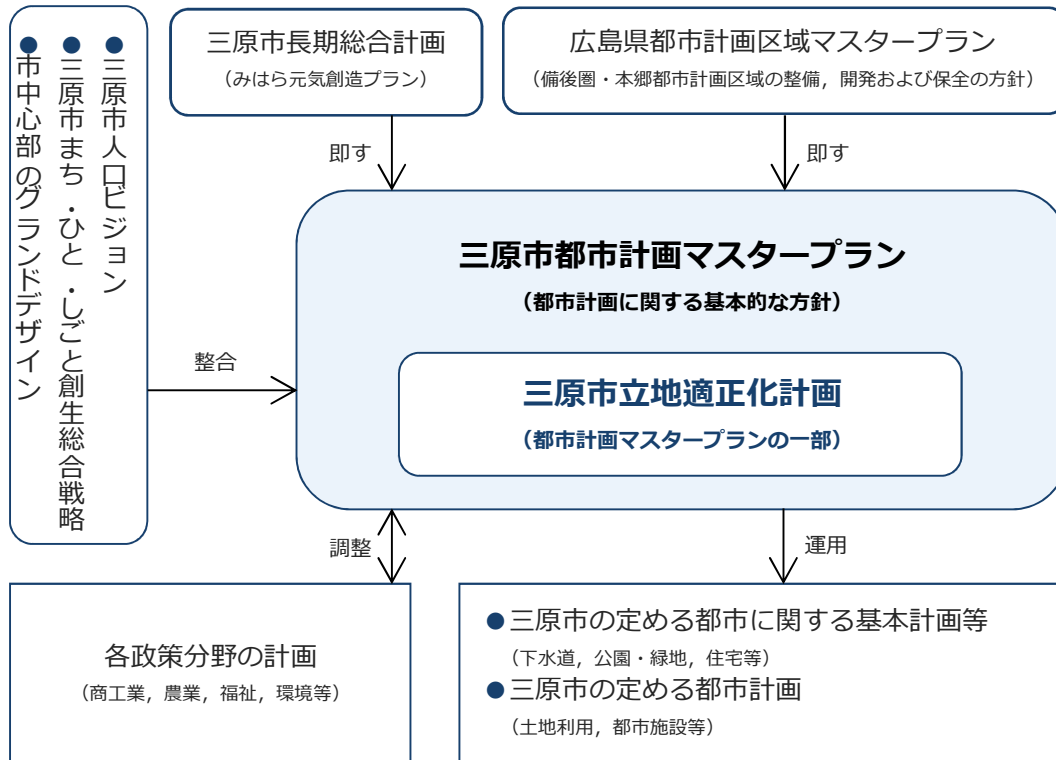 ●三原市人口ビジョン
●三原市まち・ひと・しごと創生総合戦略
●市中心部のグランドデザイン
三原市長期総合計画
（みはら元気創造プラン）
広島県都市計画区域マスタープラン
（備後圏・本郷都市計画区域の整備，開発および保全の方針）
即す
即す
三原市都市計画マスタープラン
（都市計画に関する基本的な方針）
整合
三原市立地適正化計画
（都市計画マスタープランの一部）
調整
運用
各政策分野の計画
（商工業，農業，福祉，環境等）
●三原市の定める都市に関する基本計画等
（下水道，公園・緑地，住宅等）
●三原市の定める都市計画
（土地利用，都市施設等）